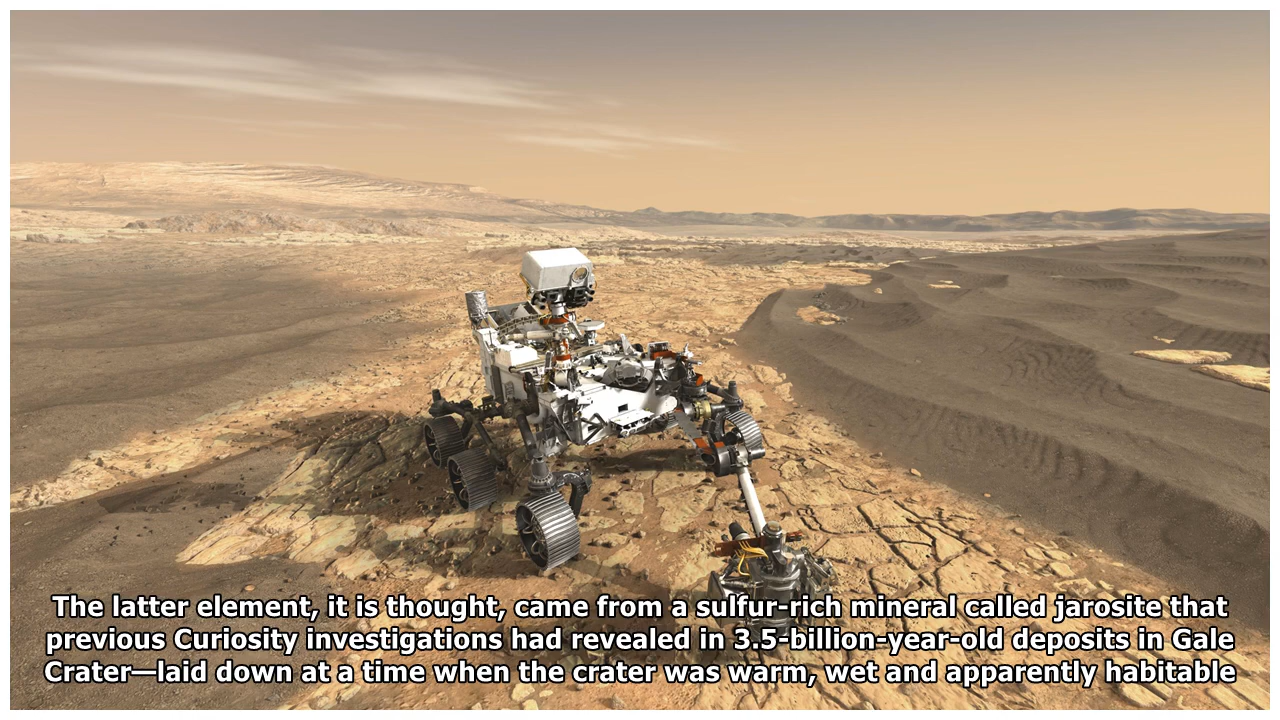 The latter element, it is thought, came from a sulfur-rich mineral called jarosite that
previous Curiosity investigations had revealed in 3.5-billion-year-old deposits in Gale
Crater—laid down at a time when the crater was warm, wet and apparently habitable